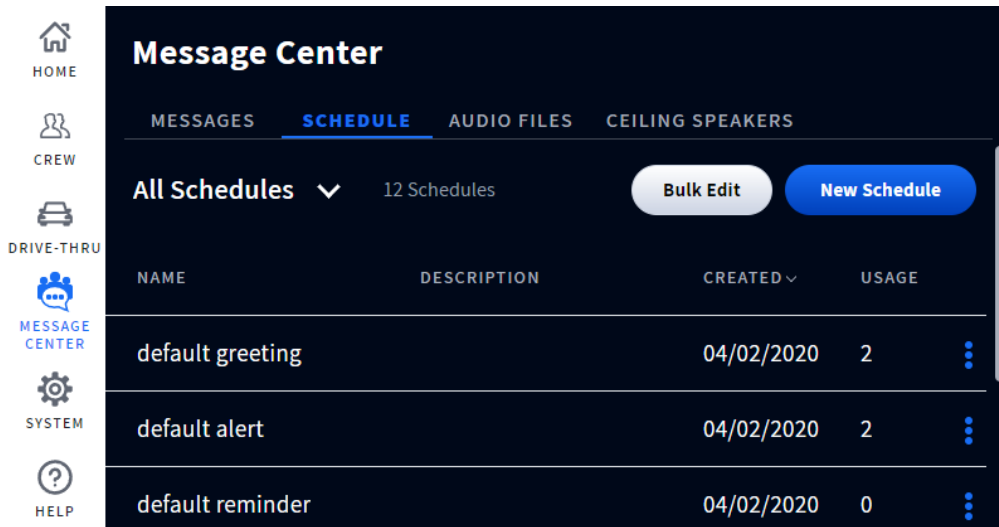 HOME
CREW
DRIVE-THRU
MESSAGE
CENTER
SYSTEM
HELP
Message Center
MESSAGES SCHEDULE AUDIO FILES CEILING SPEAKERS
All Schedules 12 Schedules Bulk Edit New Schedule
NAME DESCRIPTION CREATED USAGE
default greeting 04/02/2020 2
default alert 04/02/2020 2
default reminder 04/02/2020 0